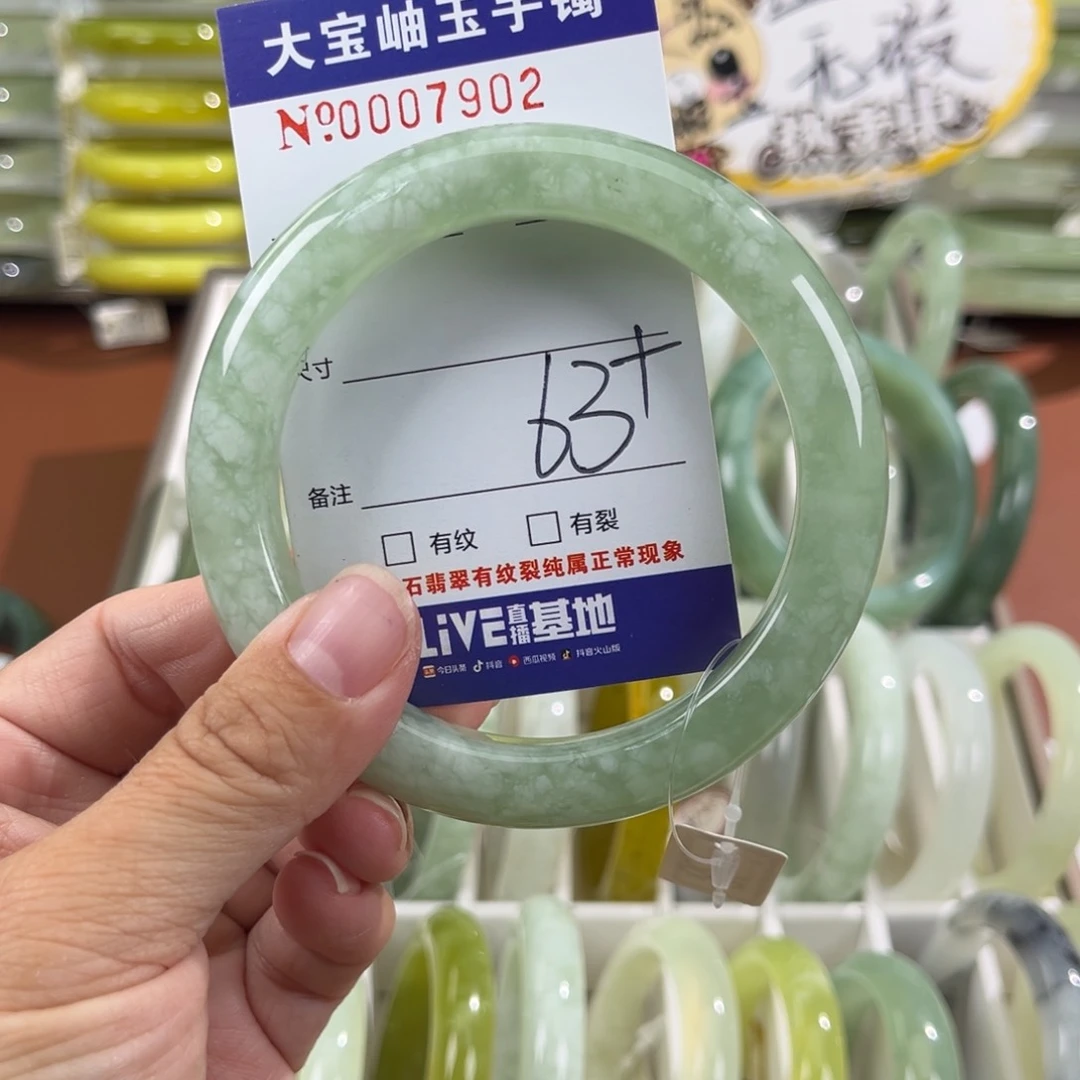 大宝岫玉手镯
Nº0007902
尺寸
63+
备注
有纹 有裂
石翡翠有纹裂纯属正常现象
LiVE直播基地
今日头条 抖音 西瓜视频 抖音火山版